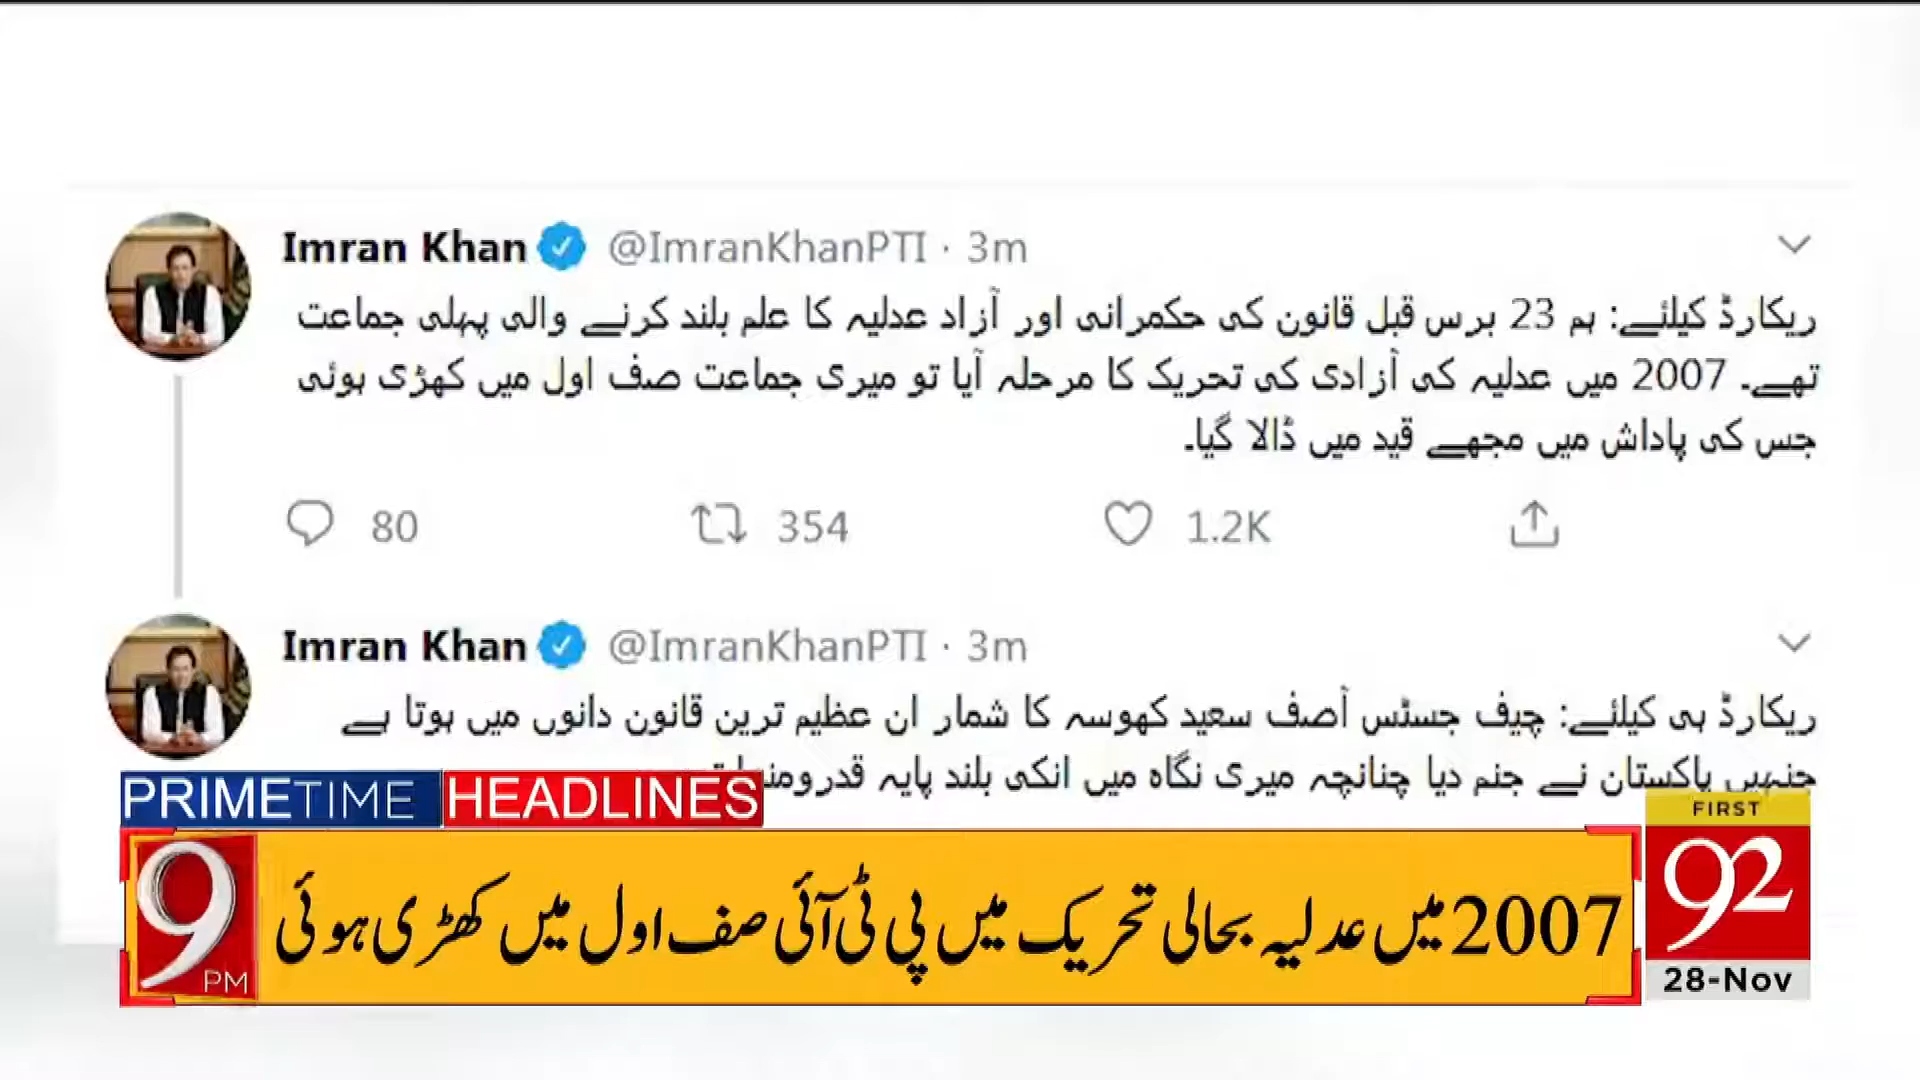 Imran Khan @ImranKhanPTI · 3m
ریکارڈ کیلئے: ہم 23 برس قبل قانون کی حکمرانی اور آزاد عدلیہ کا علم بلند کرنے والی پہلی جماعت
تھے۔ 2007 میں عدلیہ کی آزادی کی تحریک کا مرحلہ آیا تو میری جماعت صف اول میں کھڑی ہوئی
جس کی پاداش میں مجھے قید میں ڈالا گیا۔
80 354 1.2K
Imran Khan @ImranKhanPTI · 3m
ریکارڈ ہی کیلئے: چیف جسٹس آصف سعید کھوسہ کا شمار ان عظیم ترین قانون دانوں میں ہوتا ہے
جنہیں پاکستان نے جنم دیا چنانچہ میری نگاہ میں انکی بلند پایہ
PRIMETIME HEADLINES
9 PM
2007 میں عدلیہ بحالی تحریک میں پی ٹی آئی صف اول میں کھڑی ہوئی
FIRST
92
28-Nov